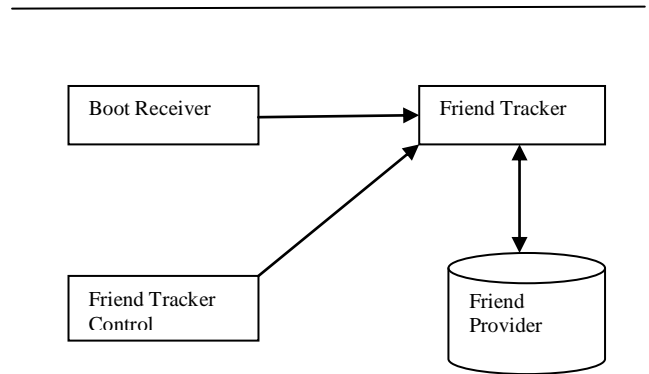 Boot Receiver
Friend Tracker
Friend Tracker
Control
Friend
Provider